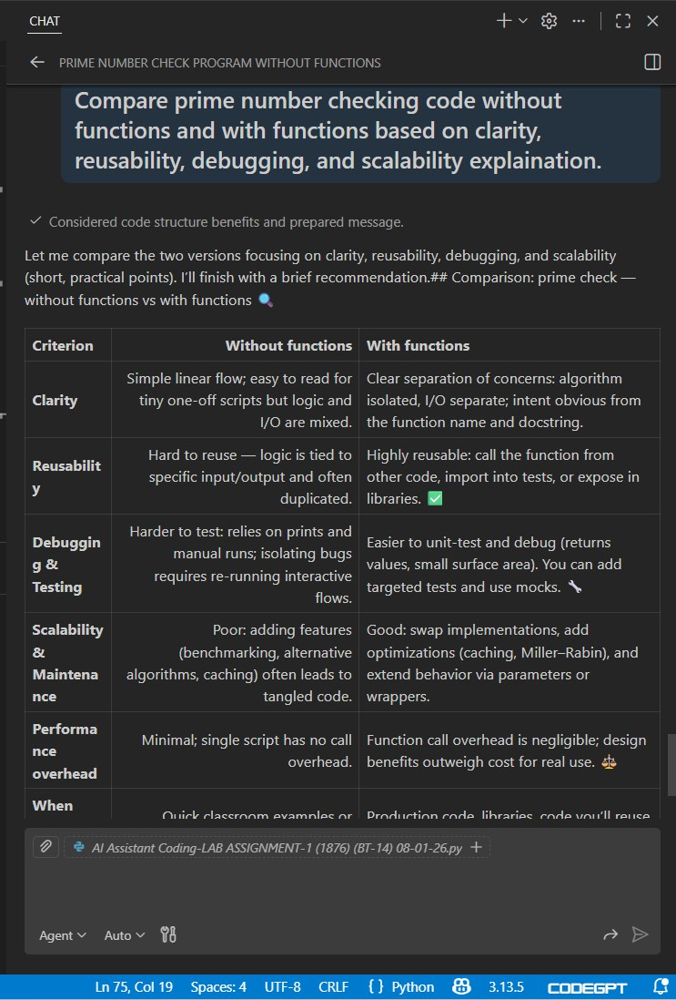 CHAT
PRIME NUMBER CHECK PROGRAM WITHOUT FUNCTIONS
Compare prime number checking code without
functions and with functions based on clarity,
reusability, debugging, and scalability explaination.
Considered code structure benefits and prepared message.
Let me compare the two versions focusing on clarity, reusability, debugging, and scalability
(short, practical points). I'll finish with a brief recommendation.## Comparison: prime check —
without functions vs with functions 🔍
Criterion
Without functions
With functions
Clarity
Simple linear flow; easy to read for
tiny one-off scripts but logic and
I/O are mixed.
Clear separation of concerns: algorithm
isolated, I/O separate; intent obvious from
the function name and docstring.
Reusabilit
y
Hard to reuse — logic is tied to
specific input/output and often
duplicated.
Highly reusable: call the function from
other code, import into tests, or expose in
libraries. ✅
Debuggin
g &
Testing
Harder to test: relies on prints and
manual runs; isolating bugs
requires re-running interactive
flows.
Easier to unit-test and debug (returns
values, small surface area). You can add
targeted tests and use mocks. 🔧
Scalability
&
Maintena
nce
Poor: adding features
(benchmarking, alternative
algorithms, caching) often leads to
tangled code.
Good: swap implementations, add
optimizations (caching, Miller–Rabin), and
extend behavior via parameters or
wrappers.
Performa
nce
overhead
Minimal; single script has no call
overhead.
Function call overhead is negligible; design
benefits outweigh cost for real use. ⚖️
When
Quick classroom examples or
Production code, libraries, code you'll reuse
AI Assistant Coding-LAB ASSIGNMENT-1 (1876) (BT-14) 08-01-26.py
Agent
Auto
Ln 75, Col 19
Spaces: 4
UTF-8
CRLF
{ } Python
3.13.5
CODEGPT